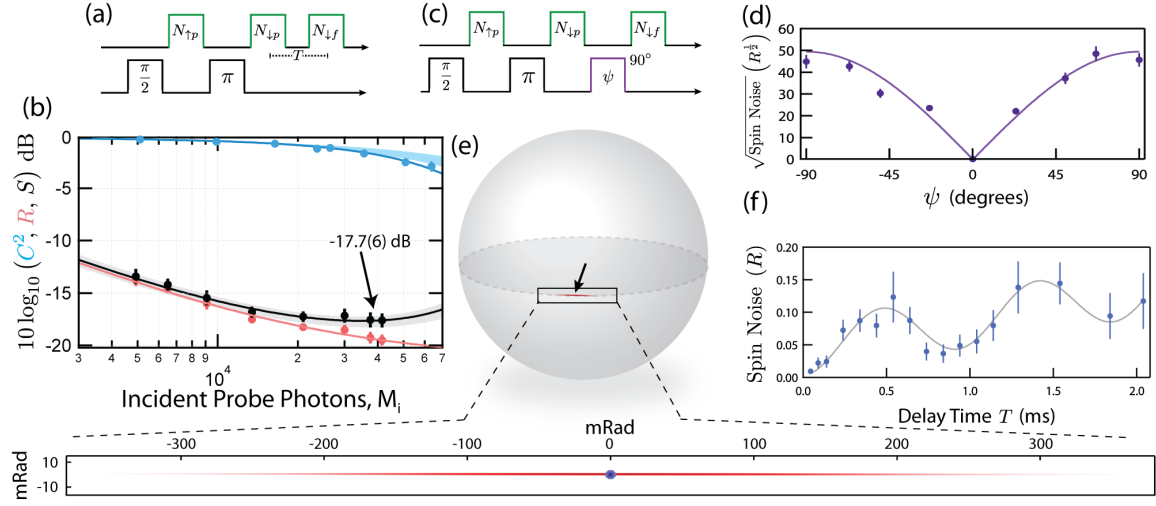 (a)
N↑p
N↓p
N↓f
T
π/2
π
(c)
N↑p
N↓p
N↓f
π/2
π
ψ
90°
(b)
10 log₁₀ (C², R, S) dB
0
-5
-10
-15
-20
-17.7(6) dB
3 4 5 6 7 8 9 2 3 4 5 6 7
10⁴
Incident Probe Photons, Mᵢ
(d)
√Spin Noise (R^½)
60
50
40
30
20
10
0
-90 -45 0 45 90
ψ (degrees)
(e)
(f)
Spin Noise (R)
0.20
0.15
0.10
0.05
0.00
0.0 0.5 1.0 1.5 2.0
Delay Time T (ms)
mRad
-300 -200 -100 0 100 200 300
mRad
10
-10